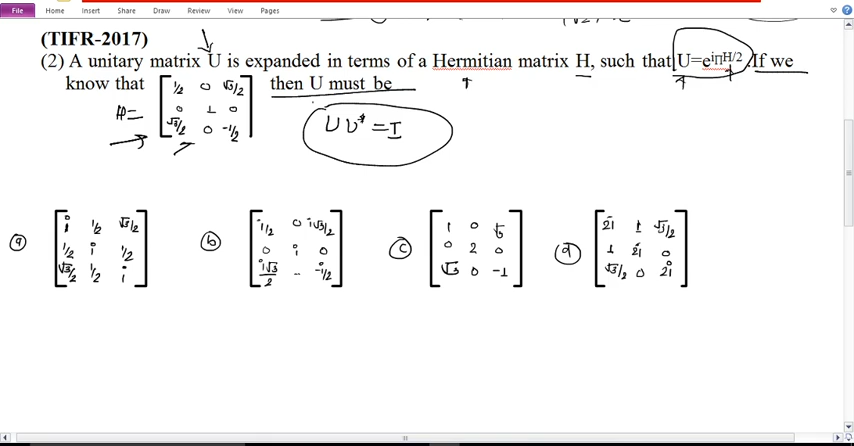 File Home Insert Page Layout References Mailings Review View
(TIFR-2017)
(2) A unitary matrix U is expanded in terms of a Hermitian matrix H, such that U=e^iΠH/2. If we
know that [ 1/2 0 √3/2 then U must be
H= 0 1 0
√3/2 0 -1/2 ]
U U* = I
(a) [ i 1/2 √3/2
1/2 i 1/2
√3/2 1/2 i ]
(b) [ i/2 0 i√3/2
0 i 0
i√3/2 - -i/2 ]
(c) [ 1 0 √3
0 2 0
√3 0 -1 ]
(d) [ 2i 1 √3/2
1 2i 0
√3/2 0 2i ]